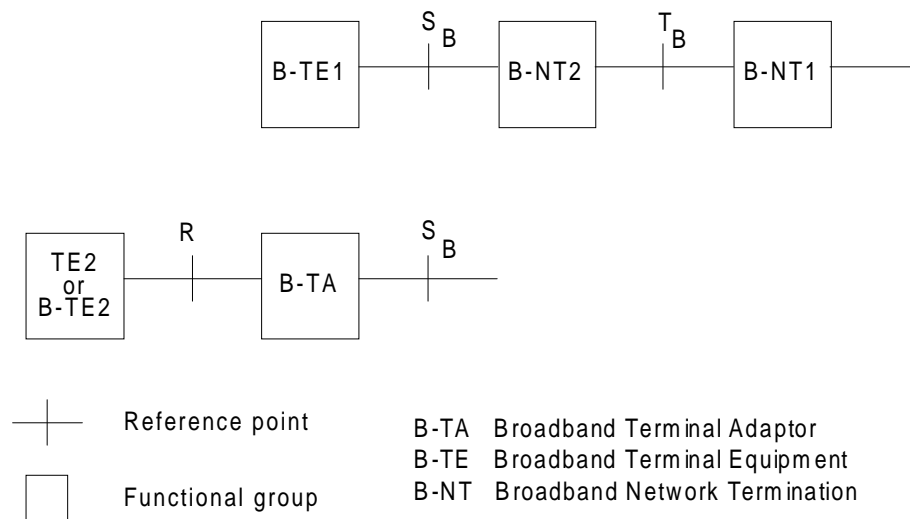 S B T B
B-TE1 B-NT2 B-NT1
R S B
TE2
or
B-TE2
B-TA
Reference point
Functional group
B-TA Broadband Terminal Adaptor
B-TE Broadband Terminal Equipment
B-NT Broadband Network Termination